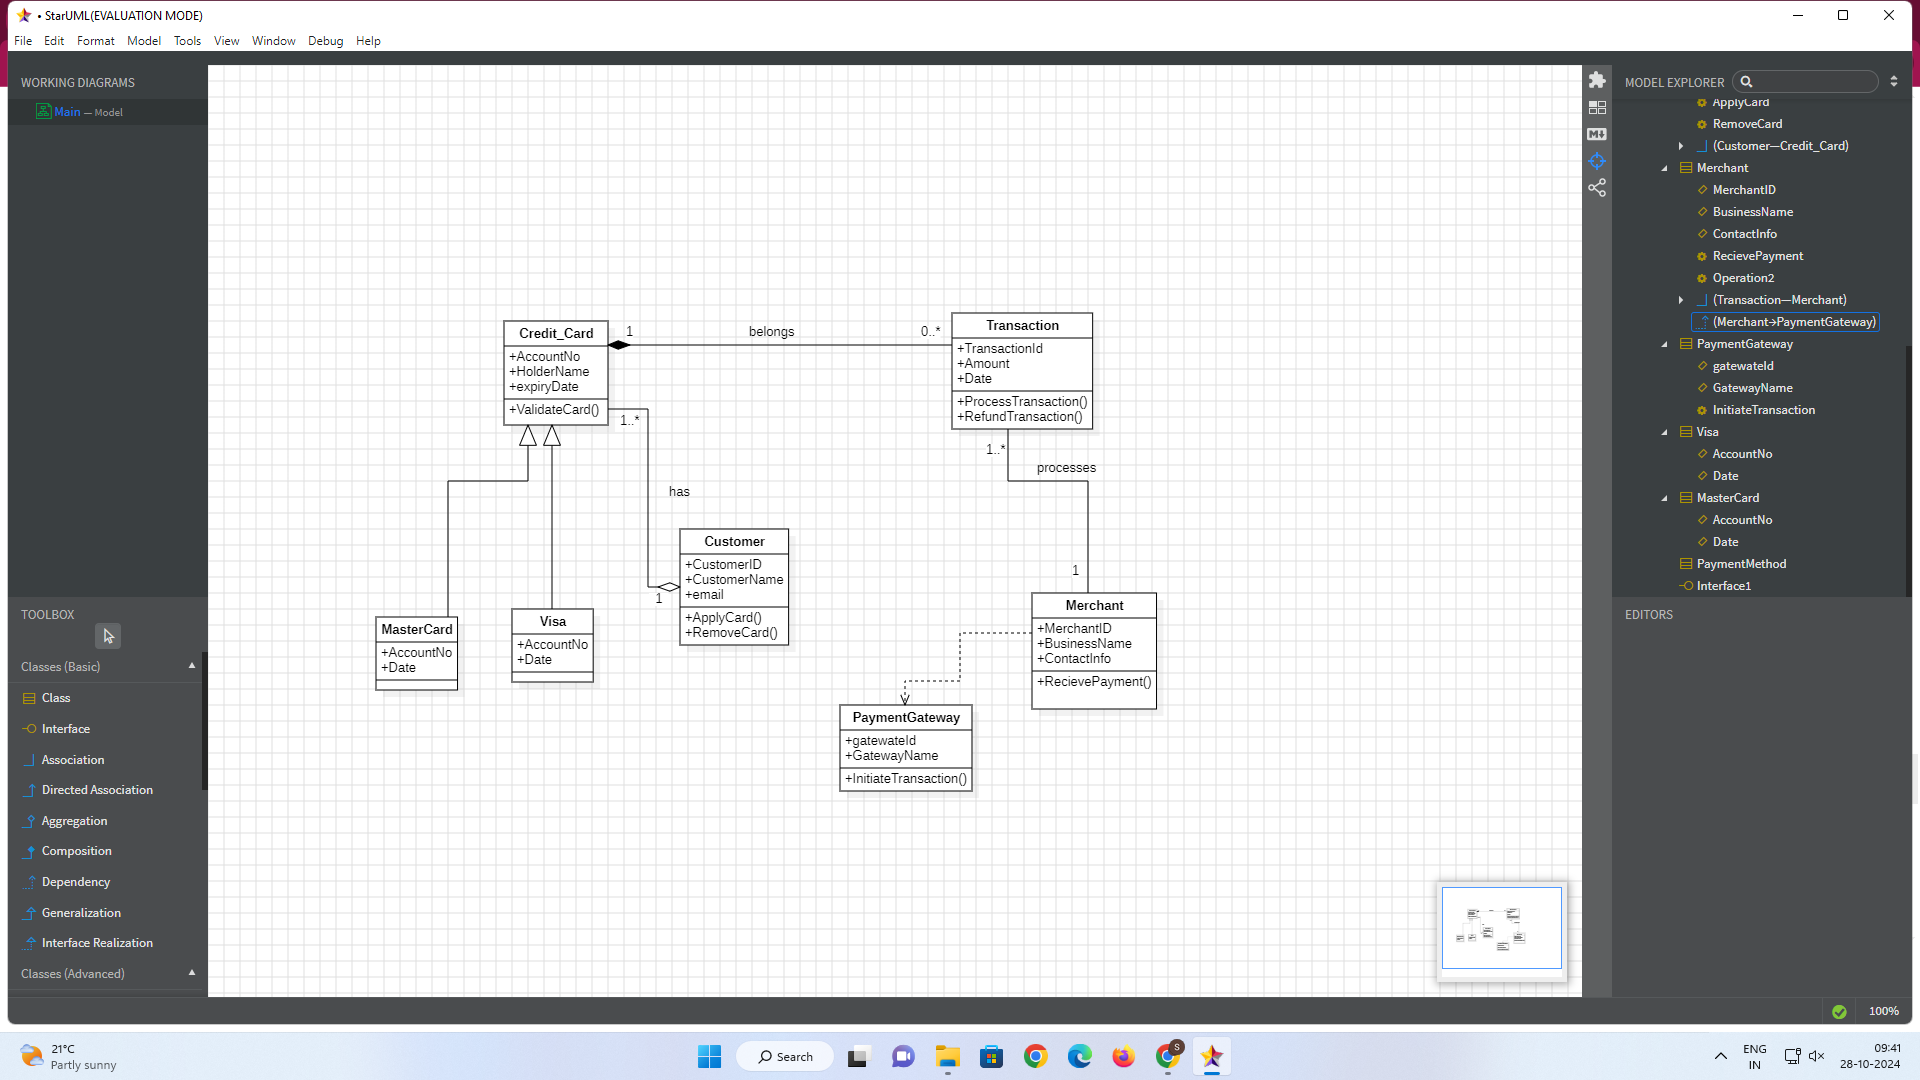 • StarUML(EVALUATION MODE)
File Edit Format Model Tools View Window Debug Help
WORKING DIAGRAMS
Main — Model
TOOLBOX
Classes (Basic)
Class
Interface
Association
Directed Association
Aggregation
Composition
Dependency
Generalization
Interface Realization
Classes (Advanced)
Credit_Card
+AccountNo
+HolderName
+expiryDate
+ValidateCard()
1
belongs
0..*
Transaction
+TransactionId
+Amount
+Date
+ProcessTransaction()
+RefundTransaction()
1..*
1..*
processes
has
Customer
+CustomerID
+CustomerName
+email
+ApplyCard()
+RemoveCard()
1
1
MasterCard
+AccountNo
+Date
Visa
+AccountNo
+Date
Merchant
+MerchantID
+BusinessName
+ContactInfo
+RecievePayment()
PaymentGateway
+gatewateId
+GatewayName
+InitiateTransaction()
MODEL EXPLORER
ApplyCard
RemoveCard
(Customer—Credit_Card)
Merchant
MerchantID
BusinessName
ContactInfo
RecievePayment
Operation2
(Transaction—Merchant)
(Merchant→PaymentGateway)
PaymentGateway
gatewateId
GatewayName
InitiateTransaction
Visa
AccountNo
Date
MasterCard
AccountNo
Date
PaymentMethod
Interface1
EDITORS
100%
21°C
Partly sunny
Search
S
ENG
IN
09:41
28-10-2024